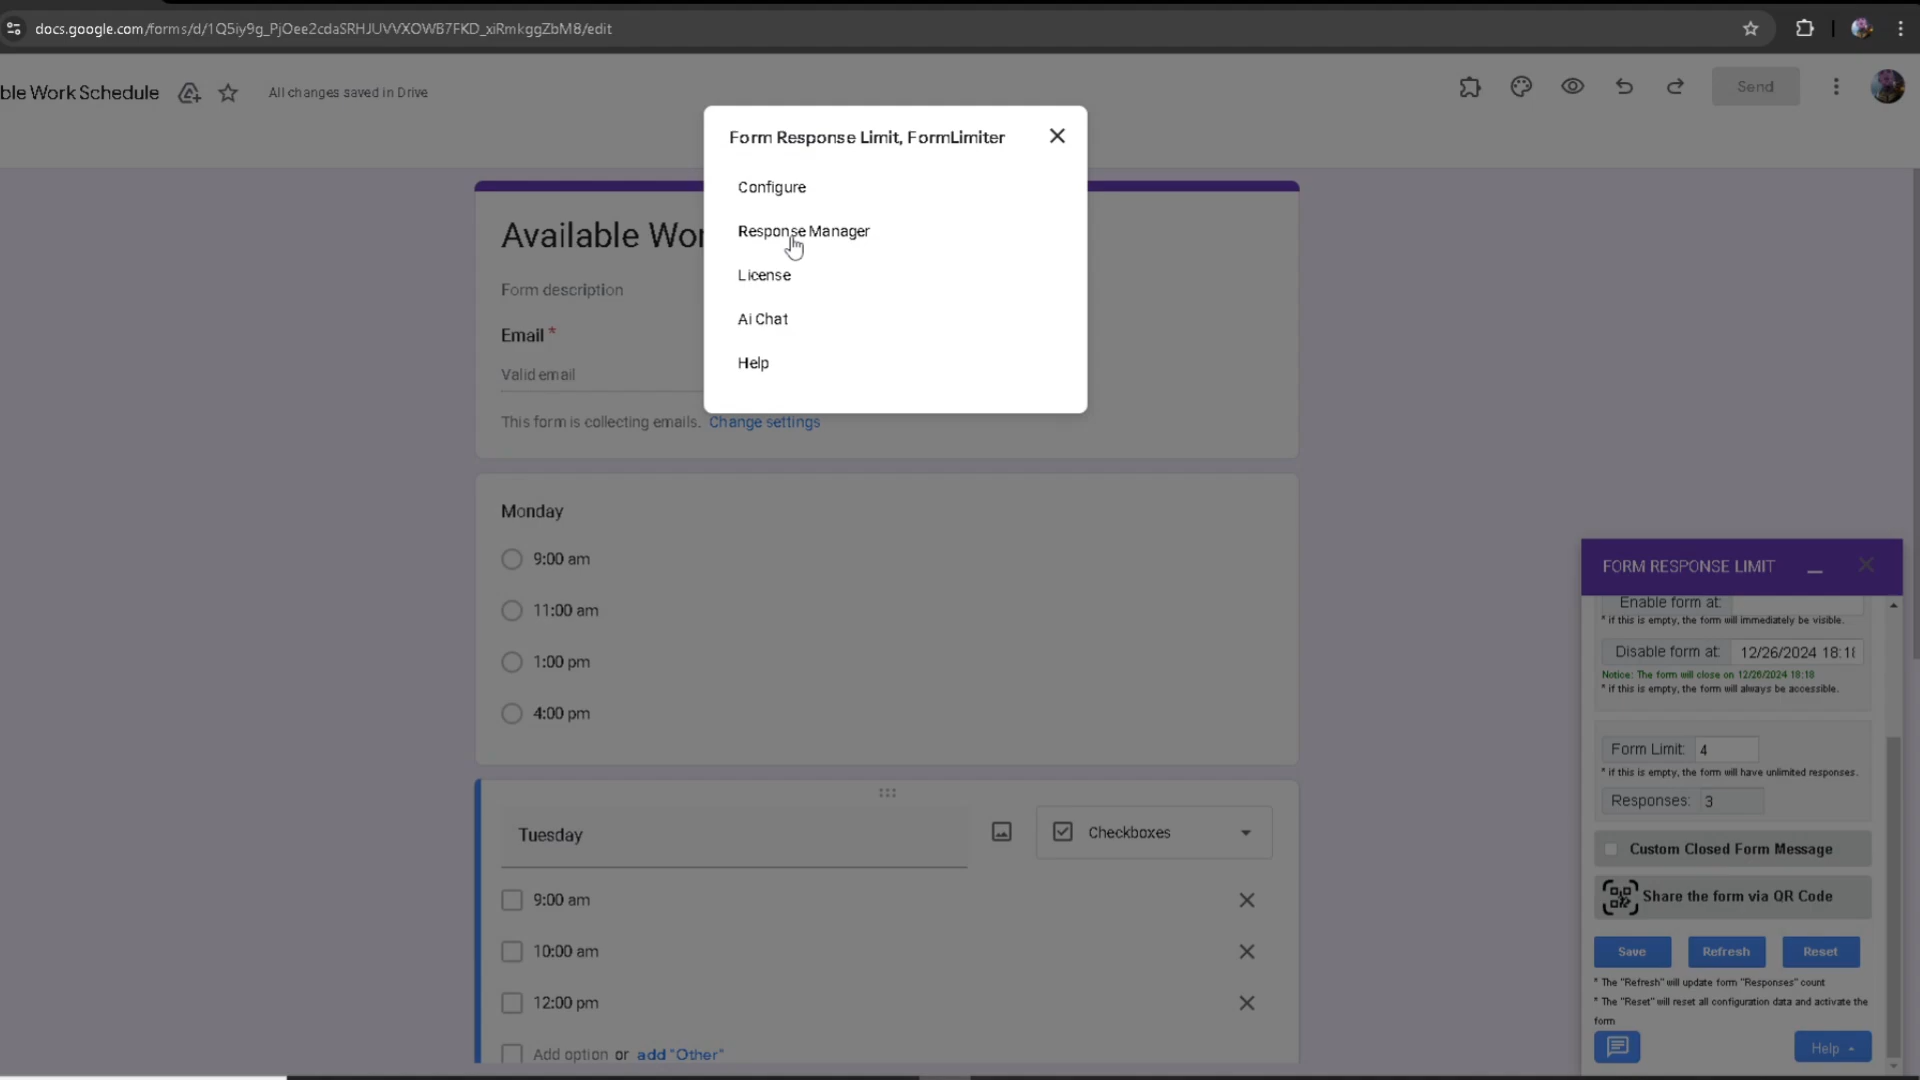 docs.google.com/forms/d/1Q5iy9g_PjOee2cdaSRHJUVVXOWB7FKD_xiRmkggZbM8/edit
ble Work Schedule
All changes saved in Drive
Send
Form Response Limit, FormLimiter
Configure
Response Manager
License
Ai Chat
Help
Available Wor
Form description
Email *
Valid email
This form is collecting emails. Change settings
Monday
9:00 am
11:00 am
1:00 pm
4:00 pm
Tuesday
Checkboxes
9:00 am
10:00 am
12:00 pm
Add option or add "Other"
FORM RESPONSE LIMIT
Enable form at:
* if this is empty, the form will immediately be visible.
Disable form at: 12/26/2024 18:18
Notice: The form will close on 12/26/2024 18:18
* if this is empty, the form will always be accessible.
Form Limit: 4
* if this is empty, the form will have unlimited responses.
Responses: 3
Custom Closed Form Message
Share the form via QR Code
Save Refresh Reset
* The "Refresh" will update form "Responses" count
* The "Reset" will reset all configuration data and activate the
form
Help